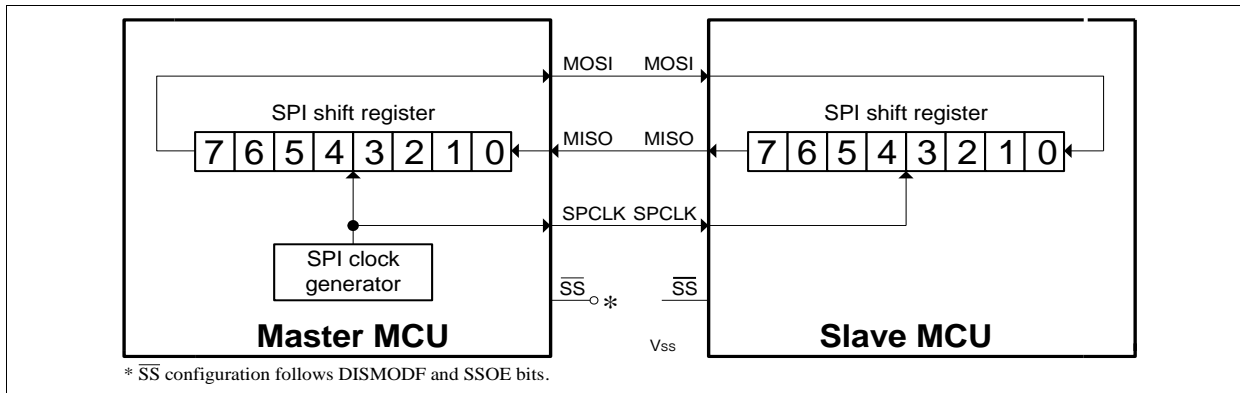 MOSI MOSI
SPI shift register SPI shift register
7 6 5 4 3 2 1 0 MISO MISO 7 6 5 4 3 2 1 0
SPCLK SPCLK
SPI clock
generator
SS * SS
Master MCU Vss Slave MCU
* SS configuration follows DISMODF and SSOE bits.